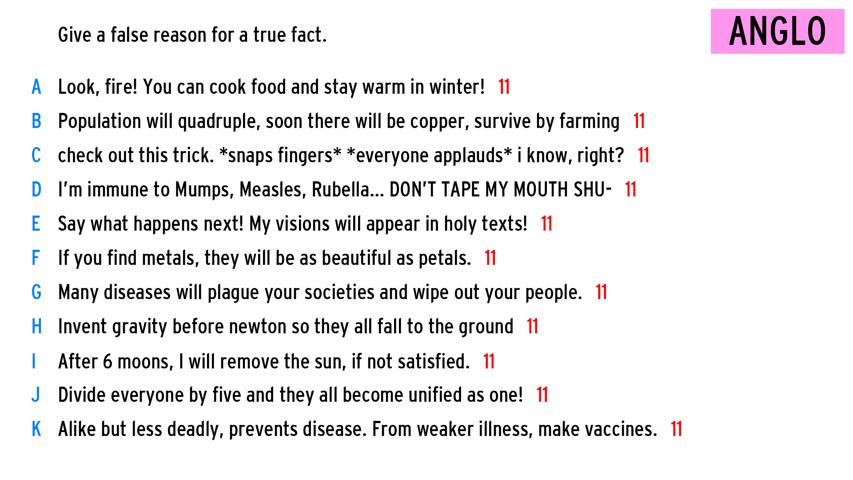 Give a false reason for a true fact.
ANGLO
A Look, fire! You can cook food and stay warm in winter! 11
B Population will quadruple, soon there will be copper, survive by farming 11
C check out this trick. *snaps fingers* *everyone applauds* i know, right? 11
D I'm immune to Mumps, Measles, Rubella... DON'T TAPE MY MOUTH SHU- 11
E Say what happens next! My visions will appear in holy texts! 11
F If you find metals, they will be as beautiful as petals. 11
G Many diseases will plague your societies and wipe out your people. 11
H Invent gravity before newton so they all fall to the ground 11
I After 6 moons, I will remove the sun, if not satisfied. 11
J Divide everyone by five and they all become unified as one! 11
K Alike but less deadly, prevents disease. From weaker illness, make vaccines. 11